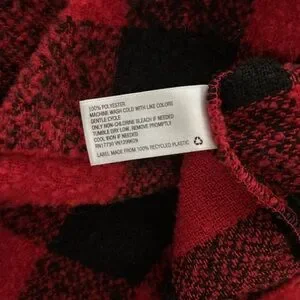 100% POLYESTER
MACHINE WASH COLD WITH LIKE COLORS
GENTLE CYCLE
ONLY NON-CHLORINE BLEACH IF NEEDED
TUMBLE DRY LOW, REMOVE PROMPTLY
COOL IRON IF NEEDED
LABEL MADE FROM 100% RECYCLED PLASTIC